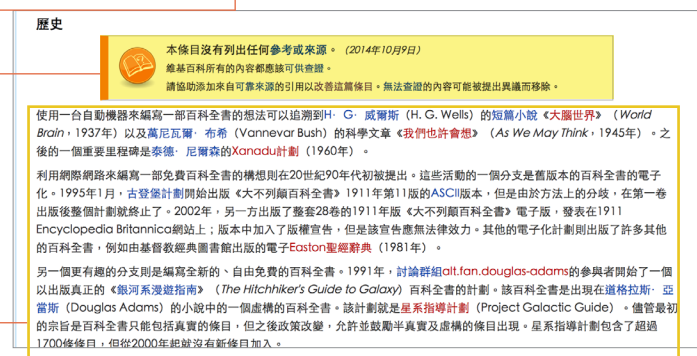 歷史
本條目沒有列出任何參考或來源。 (2014年10月9日)
維基百科所有的內容都應該可供查證。
請協助添加來自可靠來源的引用以改善這篇條目。無法查證的內容可能被提出異議而移除。
使用一台自動機器來編寫一部百科全書的想法可以追溯到H·G·威爾斯（H. G. Wells）的短篇小說《大腦世界》（World
Brain，1937年）以及萬尼瓦爾·布希（Vannevar Bush）的科學文章《我們也許會想》（As We May Think，1945年）。之
後的一個重要里程碑是泰德·尼爾森的Xanadu計劃（1960年）。
利用網際網路來編寫一部免費百科全書的構想則在20世紀90年代初被提出。這些活動的一個分支是舊版本的百科全書的電子
化。1995年1月，古登堡計劃開始出版《大不列顛百科全書》1911年第11版的ASCII版本，但是由於方法上的分歧，在第一卷
出版後整個計劃就終止了。2002年，另一方出版了整套28卷的1911年版《大不列顛百科全書》電子版，發表在1911
Encyclopedia Britannica網站上；版本中加入了版權宣告，但是該宣告應無法律效力。其他的電子化計劃則出版了許多其他
的百科全書，例如由基督教經典圖書館出版的電子Easton聖經辭典（1981年）。
另一個更有趣的分支則是編寫全新的、自由免費的百科全書。1991年，討論群組alt.fan.douglas-adams的參與者開始了一個
以出版真正的《銀河系漫遊指南》（The Hitchhiker's Guide to Galaxy）百科全書的計劃。該百科全書是出現在道格拉斯·亞
當斯（Douglas Adams）的小說中的一個虛構的百科全書。該計劃就是星系指導計劃（Project Galactic Guide）。儘管最初
的宗旨是百科全書只能包括真實的條目，但之後政策改變，允許並鼓勵半真實及虛構的條目出現。星系指導計劃包含了超過
1700條條目，但從2000年起就沒有新條目加入。